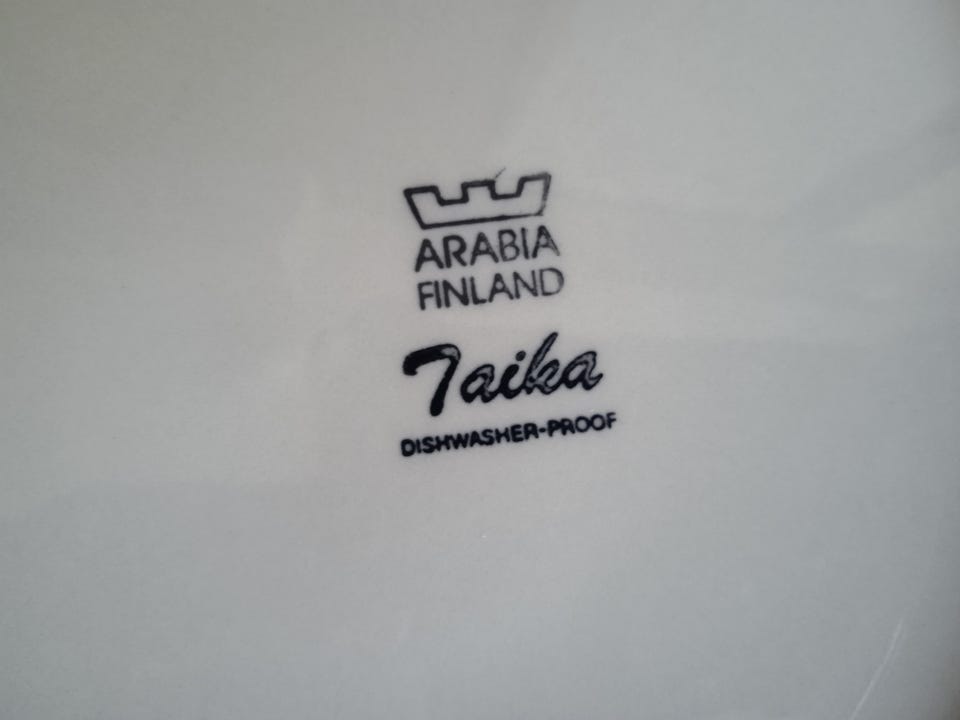 ARABIA
FINLAND
Taika
DISHWASHER-PROOF